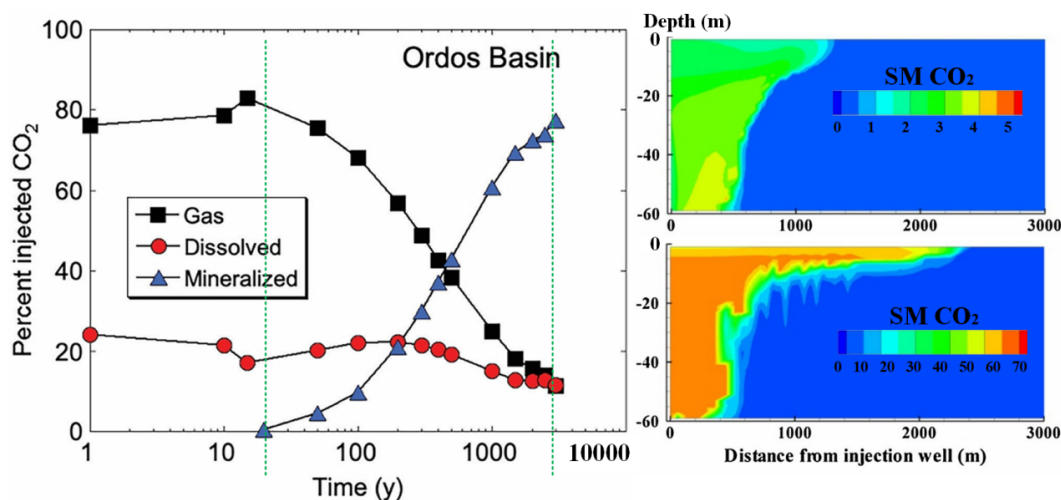 Ordos Basin
Percent injected CO2
100
80
60
40
20
0
Gas
Dissolved
Mineralized
1
10
100
1000
10000
Time (y)
Depth (m)
0
-20
-40
-60
SM CO2
0 1 2 3 4 5
0
1000
2000
3000
0
-20
-40
-60
SM CO2
0 10 20 30 40 50 60 70
0
1000
2000
3000
Distance from injection well (m)